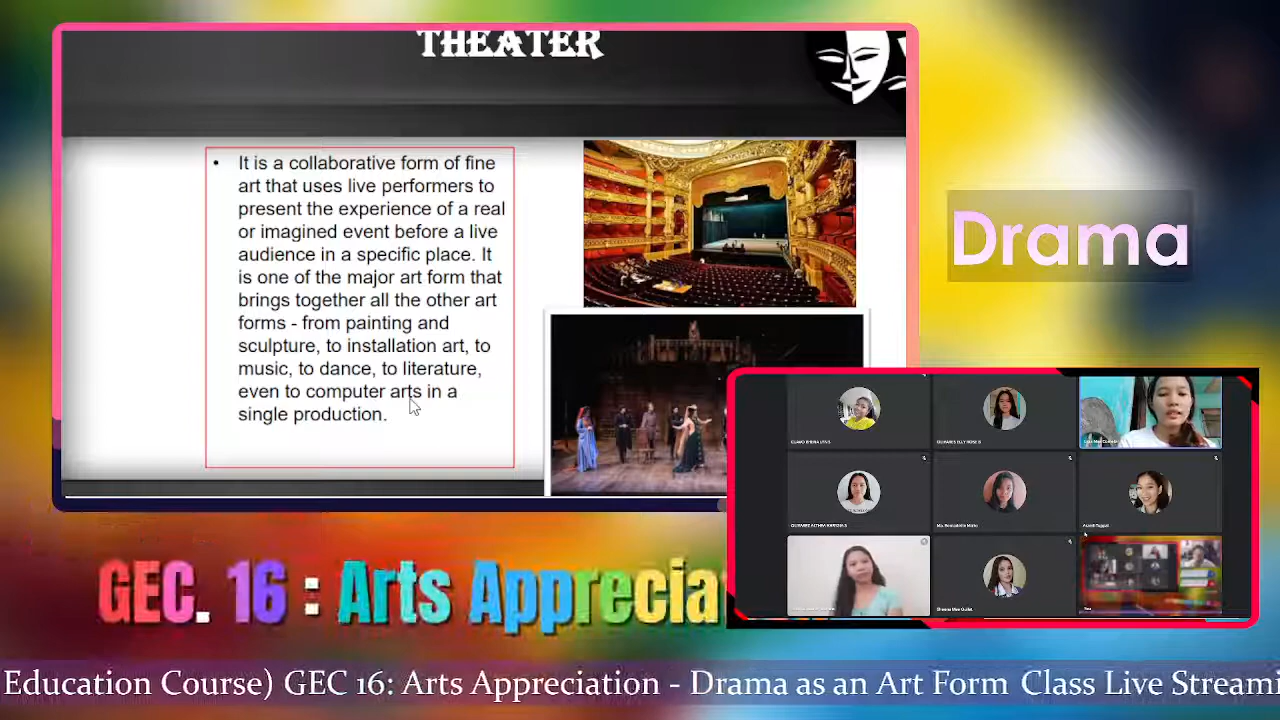 THEATER
• It is a collaborative form of fine
art that uses live performers to
present the experience of a real
or imagined event before a live
audience in a specific place. It
is one of the major art form that
brings together all the other art
forms - from painting and
sculpture, to installation art, to
music, to dance, to literature,
even to computer arts in a
single production.
Drama
GEC. 16 : Arts Apprecia
Education Course) GEC 16: Arts Appreciation - Drama as an Art Form Class Live Streami